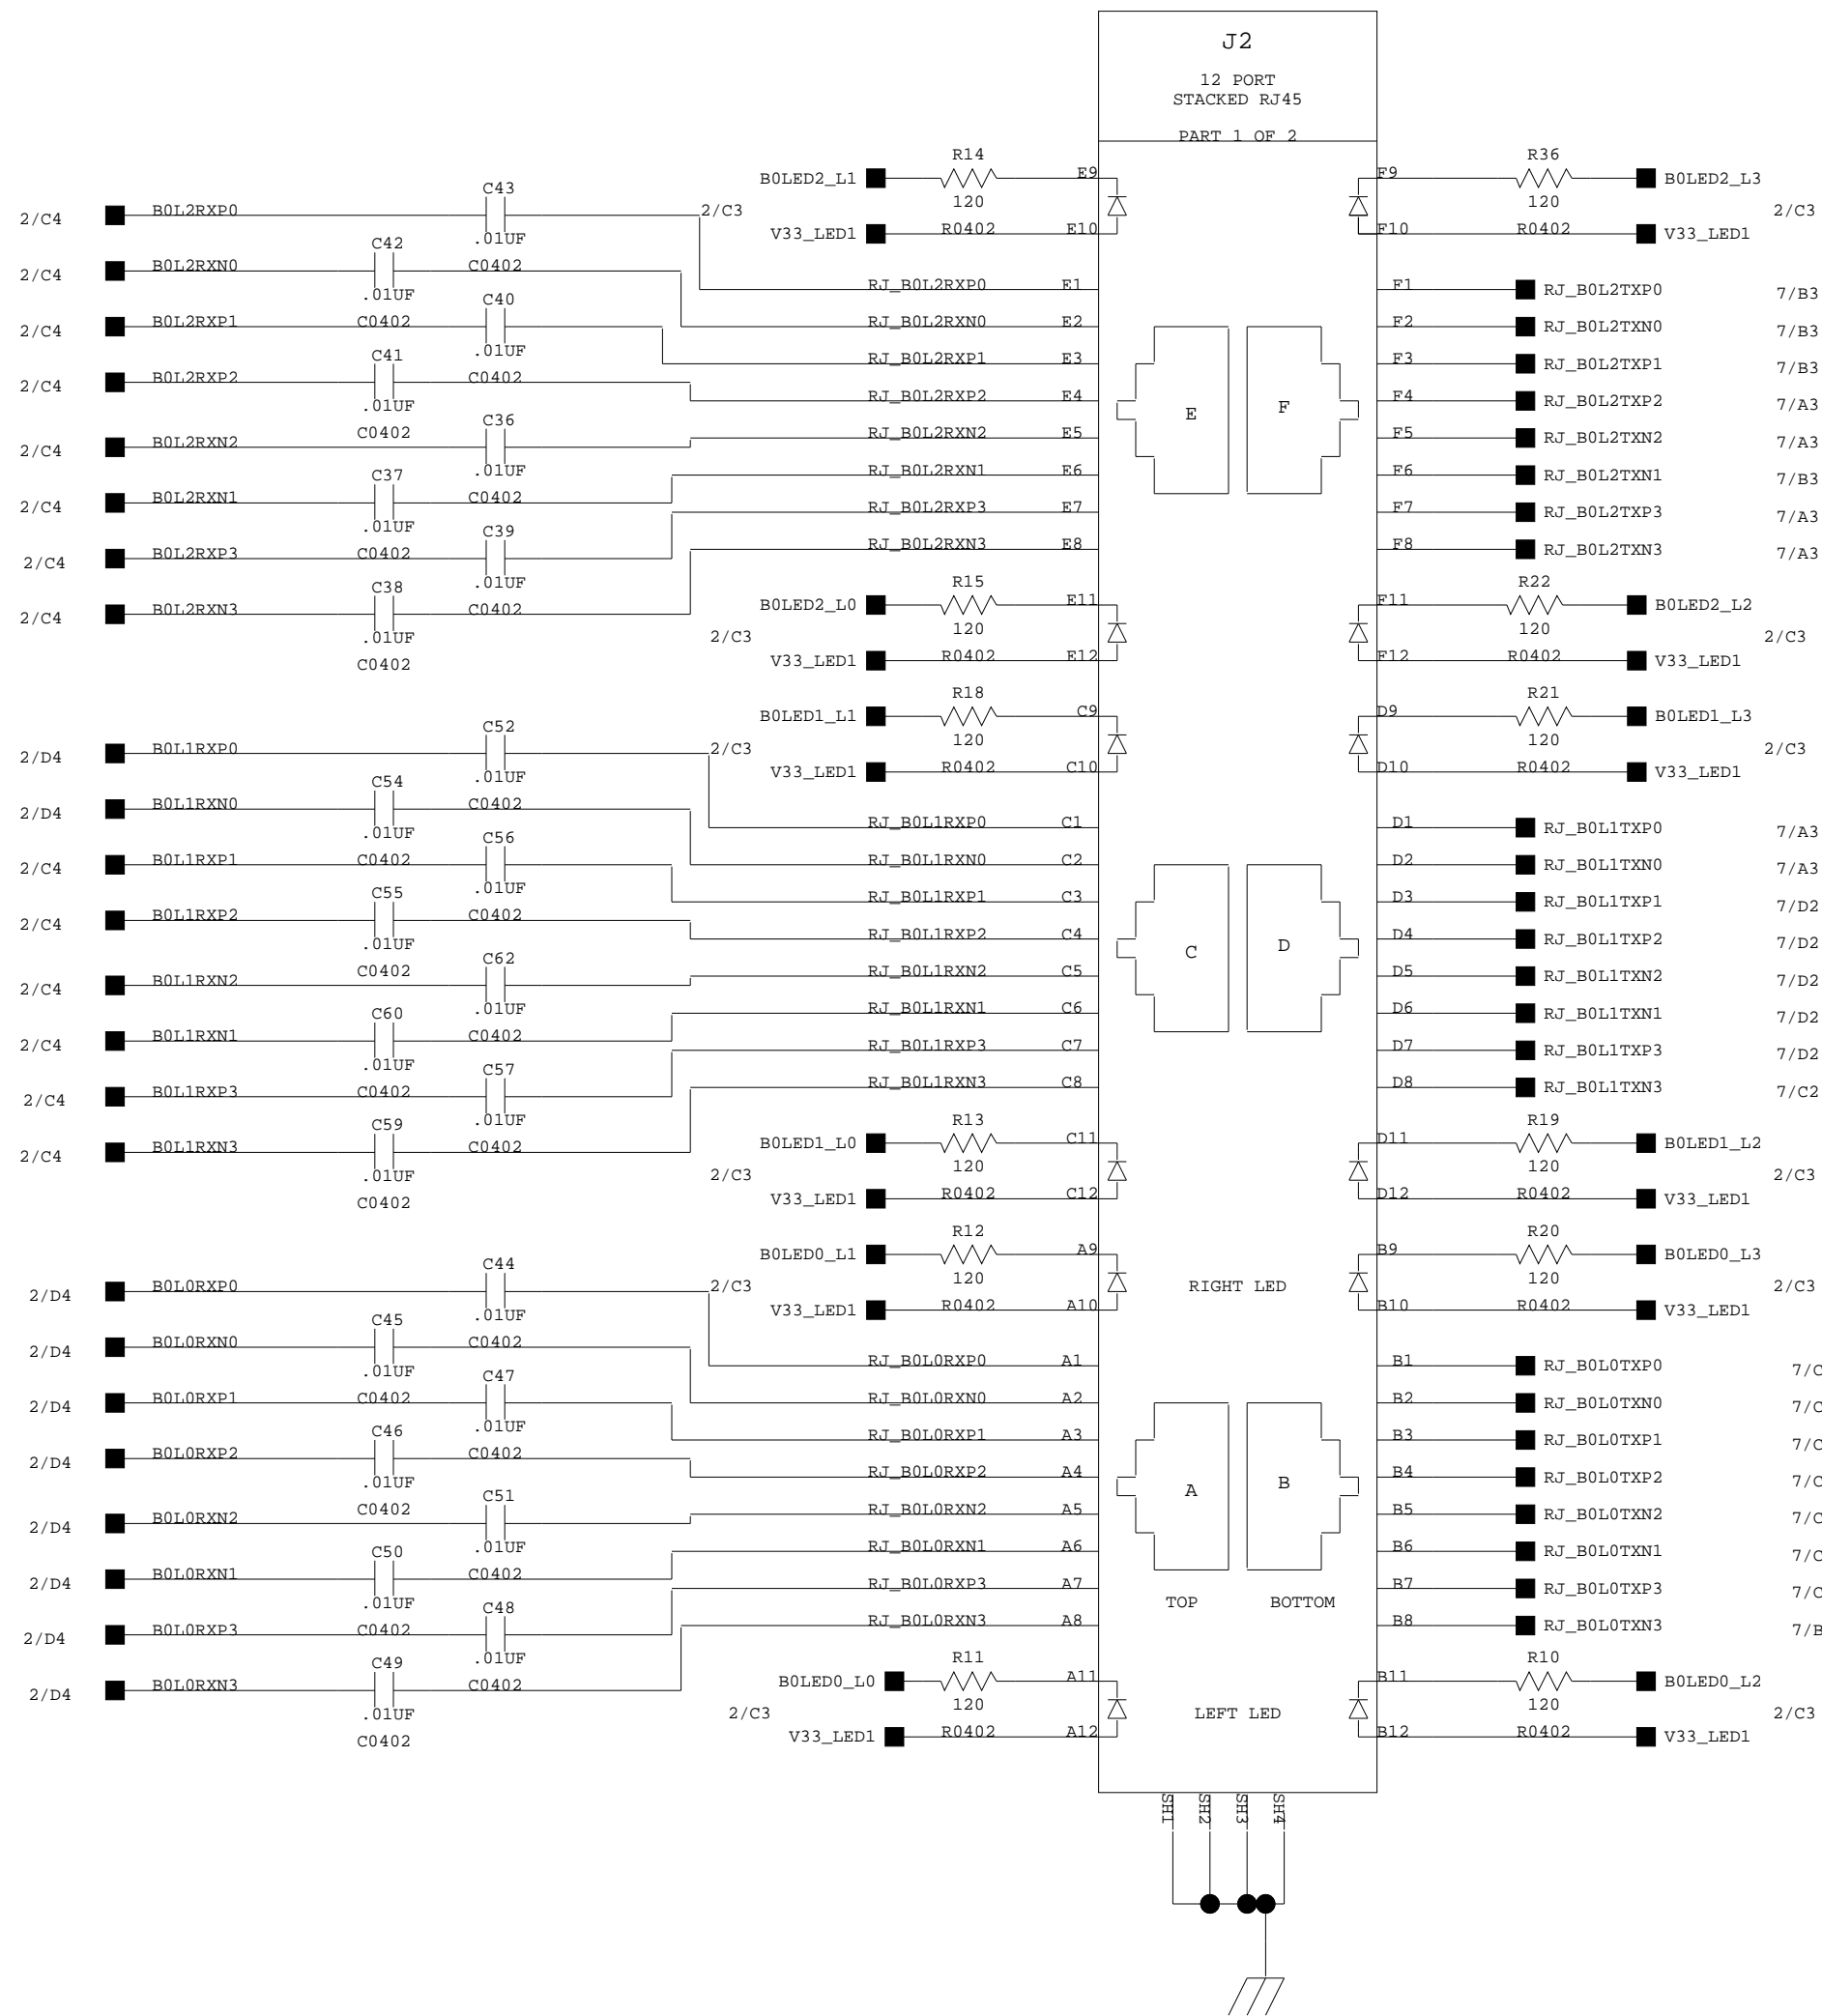 J2
12 PORT
STACKED RJ45
PART 1 OF 2
R14
R36
B0LED2_L1
E9
F9
B0LED2_L3
C43
120
120
2/C4
B0L2RXP0
2/C3
2/C3
.01UF
V33_LED1
R0402
E10
F10
R0402
V33_LED1
C42
2/C4
B0L2RXN0
C0402
.01UF
RJ_B0L2RXP0
E1
F1
RJ_B0L2TXP0
7/B3
C40
2/C4
B0L2RXP1
C0402
RJ_B0L2RXN0
E2
F2
RJ_B0L2TXN0
7/B3
.01UF
C41
RJ_B0L2RXP1
E3
F3
RJ_B0L2TXP1
7/B3
2/C4
B0L2RXP2
C0402
.01UF
RJ_B0L2RXP2
E4
F4
RJ_B0L2TXP2
7/A3
E
F
C36
C0402
RJ_B0L2RXN2
E5
F5
RJ_B0L2TXN2
7/A3
2/C4
B0L2RXN2
.01UF
C37
RJ_B0L2RXN1
E6
F6
RJ_B0L2TXN1
7/B3
2/C4
B0L2RXN1
C0402
.01UF
RJ_B0L2RXP3
E7
F7
RJ_B0L2TXP3
7/A3
C39
2/C4
B0L2RXP3
C0402
RJ_B0L2RXN3
E8
F8
RJ_B0L2TXN3
7/A3
.01UF
C38
R15
R22
2/C4
B0L2RXN3
C0402
B0LED2_L0
E11
F11
B0LED2_L2
.01UF
2/C3
120
120
2/C3
C0402
V33_LED1
R0402
E12
F12
R0402
V33_LED1
R18
R21
B0LED1_L1
C9
D9
B0LED1_L3
C52
120
120
2/D4
B0L1RXP0
2/C3
2/C3
.01UF
V33_LED1
R0402
C10
D10
R0402
V33_LED1
C54
2/D4
B0L1RXN0
C0402
.01UF
RJ_B0L1RXP0
C1
D1
RJ_B0L1TXP0
7/A3
C56
2/C4
B0L1RXP1
C0402
RJ_B0L1RXN0
C2
D2
RJ_B0L1TXN0
7/A3
.01UF
C55
RJ_B0L1RXP1
C3
D3
RJ_B0L1TXP1
7/D2
2/C4
B0L1RXP2
C0402
.01UF
RJ_B0L1RXP2
C4
D4
RJ_B0L1TXP2
7/D2
C
D
C62
C0402
RJ_B0L1RXN2
C5
D5
RJ_B0L1TXN2
7/D2
2/C4
B0L1RXN2
.01UF
C60
RJ_B0L1RXN1
C6
D6
RJ_B0L1TXN1
7/D2
2/C4
B0L1RXN1
C0402
.01UF
RJ_B0L1RXP3
C7
D7
RJ_B0L1TXP3
7/D2
C57
2/C4
B0L1RXP3
C0402
RJ_B0L1RXN3
C8
D8
RJ_B0L1TXN3
7/C2
.01UF
C59
R13
R19
2/C4
B0L1RXN3
C0402
B0LED1_L0
C11
D11
B0LED1_L2
.01UF
2/C3
120
120
2/C3
C0402
V33_LED1
R0402
C12
D12
R0402
V33_LED1
R12
R20
B0LED0_L1
A9
B9
B0LED0_L3
C44
120
120
2/D4
B0L0RXP0
2/C3
RIGHT LED
2/C3
.01UF
V33_LED1
R0402
A10
B10
R0402
V33_LED1
C45
2/D4
B0L0RXN0
C0402
.01UF
RJ_B0L0RXP0
A1
B1
RJ_B0L0TXP0
7/C
C47
2/D4
B0L0RXP1
C0402
RJ_B0L0RXN0
A2
B2
RJ_B0L0TXN0
7/C
.01UF
C46
RJ_B0L0RXP1
A3
B3
RJ_B0L0TXP1
7/C
2/D4
B0L0RXP2
C0402
.01UF
RJ_B0L0RXP2
A4
B4
RJ_B0L0TXP2
7/C
A
B
C51
C0402
RJ_B0L0RXN2
A5
B5
RJ_B0L0TXN2
7/C
2/D4
B0L0RXN2
.01UF
C50
RJ_B0L0RXN1
A6
B6
RJ_B0L0TXN1
7/C
2/D4
B0L0RXN1
C0402
.01UF
RJ_B0L0RXP3
A7
B7
RJ_B0L0TXP3
7/C
C48
TOP
BOTTOM
2/D4
B0L0RXP3
C0402
RJ_B0L0RXN3
A8
B8
RJ_B0L0TXN3
7/B
.01UF
C49
R11
R10
2/D4
B0L0RXN3
C0402
B0LED0_L0
A11
B11
B0LED0_L2
.01UF
2/C3
120
LEFT LED
120
2/C3
C0402
V33_LED1
R0402
A12
B12
R0402
V33_LED1
SH1
SH2
SH3
SH4